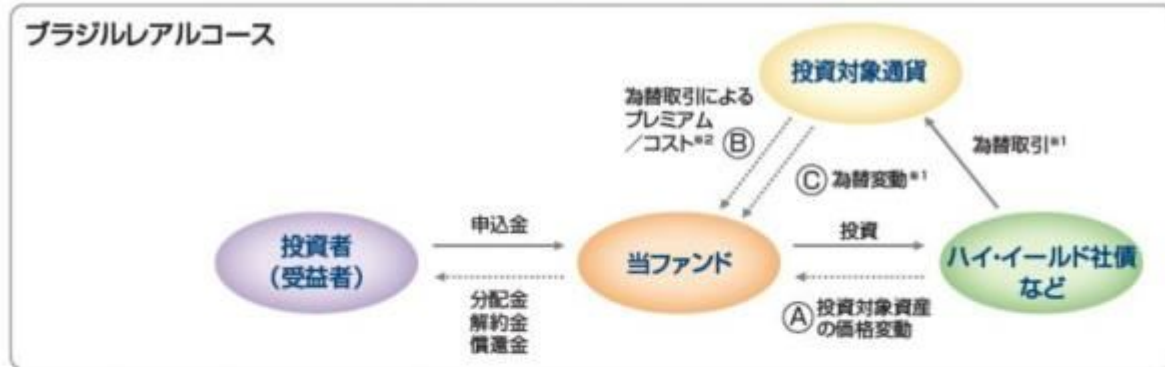 ブラジルレアルコース
投資対象通貨
為替取引による
プレミアム
／コスト※2 Ⓑ
為替取引※1
Ⓒ 為替変動※1
投資者
（受益者）
申込金
分配金
解約金
償還金
当ファンド
投資
Ⓐ 投資対象資産
の価格変動
ハイ・イールド社債
など